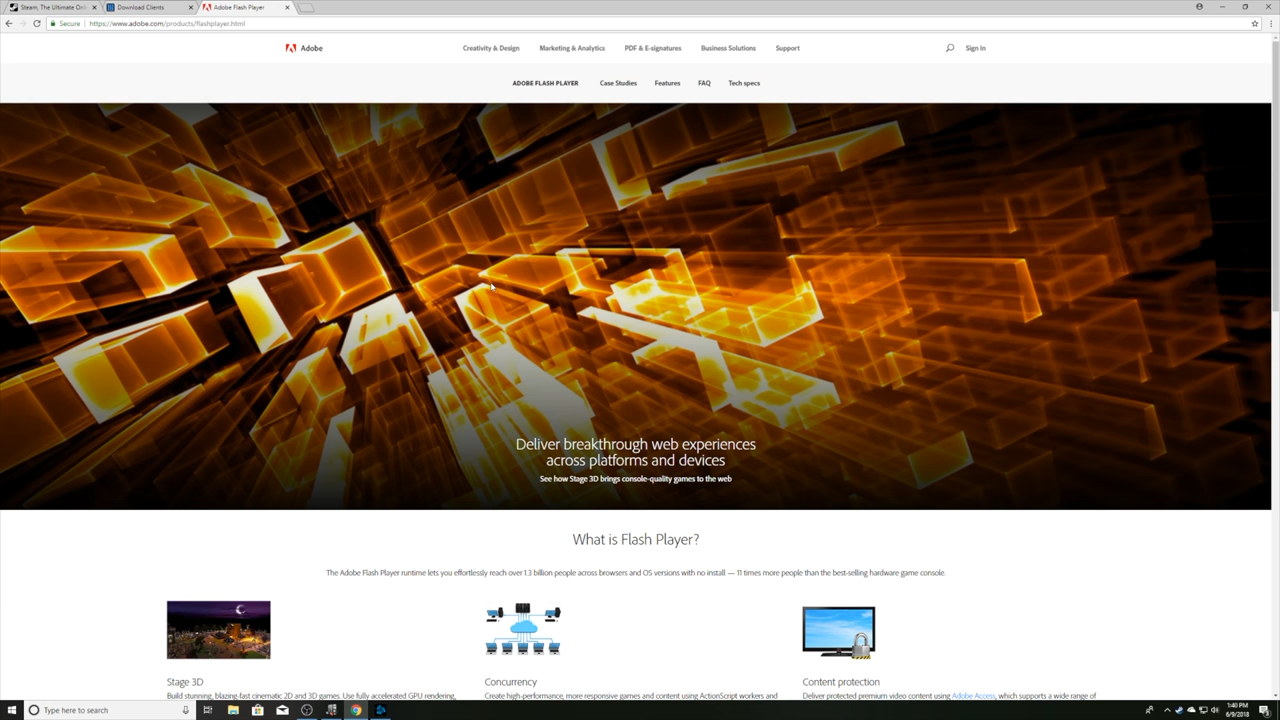 Steam, The Ultimate Onli
Download Clients
Adobe Flash Player
Secure
https://www.adobe.com/products/flashplayer.html
Adobe
Creativity & Design
Marketing & Analytics
PDF & E-signatures
Business Solutions
Support
Sign In
ADOBE FLASH PLAYER
Case Studies
Features
FAQ
Tech specs
Deliver breakthrough web experiences
across platforms and devices
See how Stage 3D brings console-quality games to the web
What is Flash Player?
The Adobe Flash Player runtime lets you effortlessly reach over 1.3 billion people across browsers and OS versions with no install — 11 times more people than the best-selling hardware game console.
Stage 3D
Concurrency
Content protection
Build stunning, blazing-fast cinematic 2D and 3D games. Use fully accelerated GPU rendering,
Create high-performance, more responsive games and content using ActionScript workers and
Deliver protected premium video content using Adobe Access, which supports a wide range of
Type here to search
1:40 PM
6/9/2018